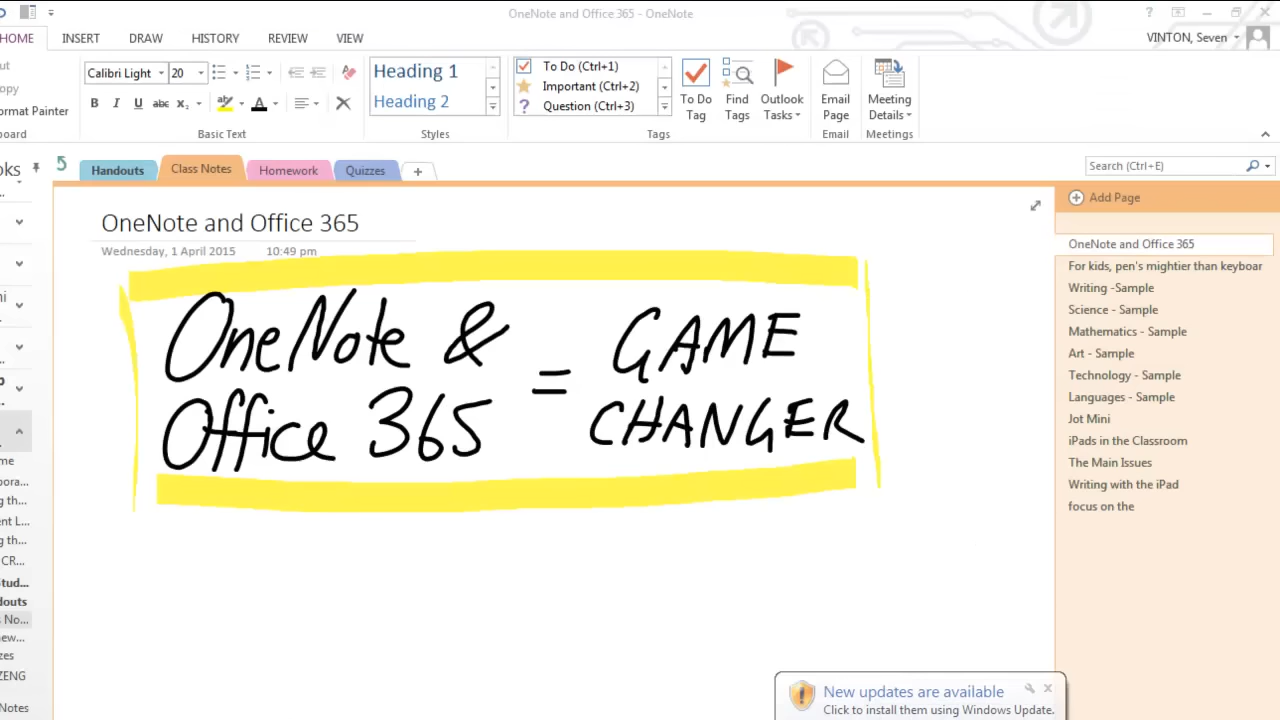 OneNote and Office 365 - OneNote
HOME INSERT DRAW HISTORY REVIEW VIEW
VINTON, Seven
Calibri Light 20
Heading 1
Heading 2
To Do (Ctrl+1)
Important (Ctrl+2)
Question (Ctrl+3)
To Do Tag
Find Tags
Outlook Tasks
Email Page
Meeting Details
ormat Painter
B I U abc X₂ A
Basic Text Styles Tags Email Meetings
Handouts Class Notes Homework Quizzes
Search (Ctrl+E)
Add Page
OneNote and Office 365
Wednesday, 1 April 2015 10:49 pm
OneNote & = GAME
Office 365 CHANGER
OneNote and Office 365
For kids, pen's mightier than keyboar
Writing -Sample
Science - Sample
Mathematics - Sample
Art - Sample
Technology - Sample
Languages - Sample
Jot Mini
iPads in the Classroom
The Main Issues
Writing with the iPad
focus on the
New updates are available
Click to install them using Windows Update.
ZENG
Notes